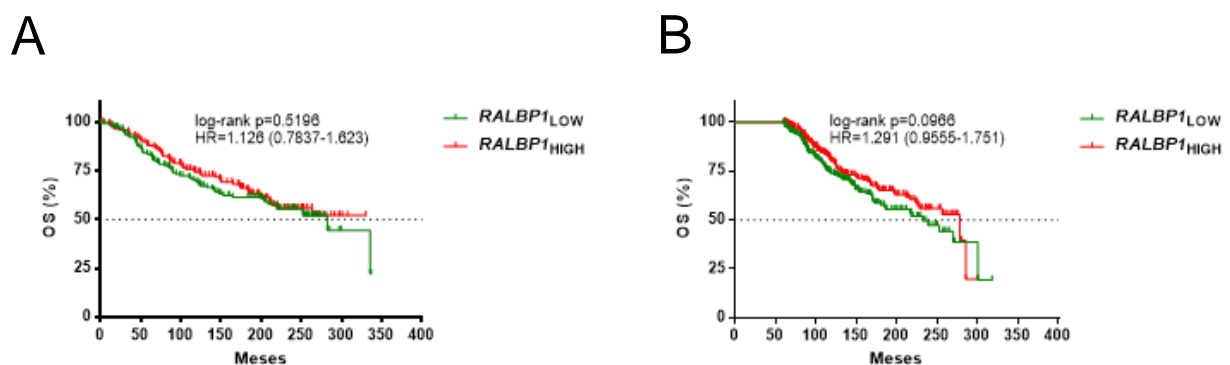 A
B
log-rank p=0.5196
HR=1.126 (0.7837-1.623)
RALBP1LOW
RALBP1HIGH
OS (%)
100
75
50
25
0
0 50 100 150 200 250 300 350 400
Meses
log-rank p=0.0966
HR=1.291 (0.9555-1.751)
RALBP1LOW
RALBP1HIGH
OS (%)
100
75
50
25
0
0 50 100 150 200 250 300 350 400
Meses